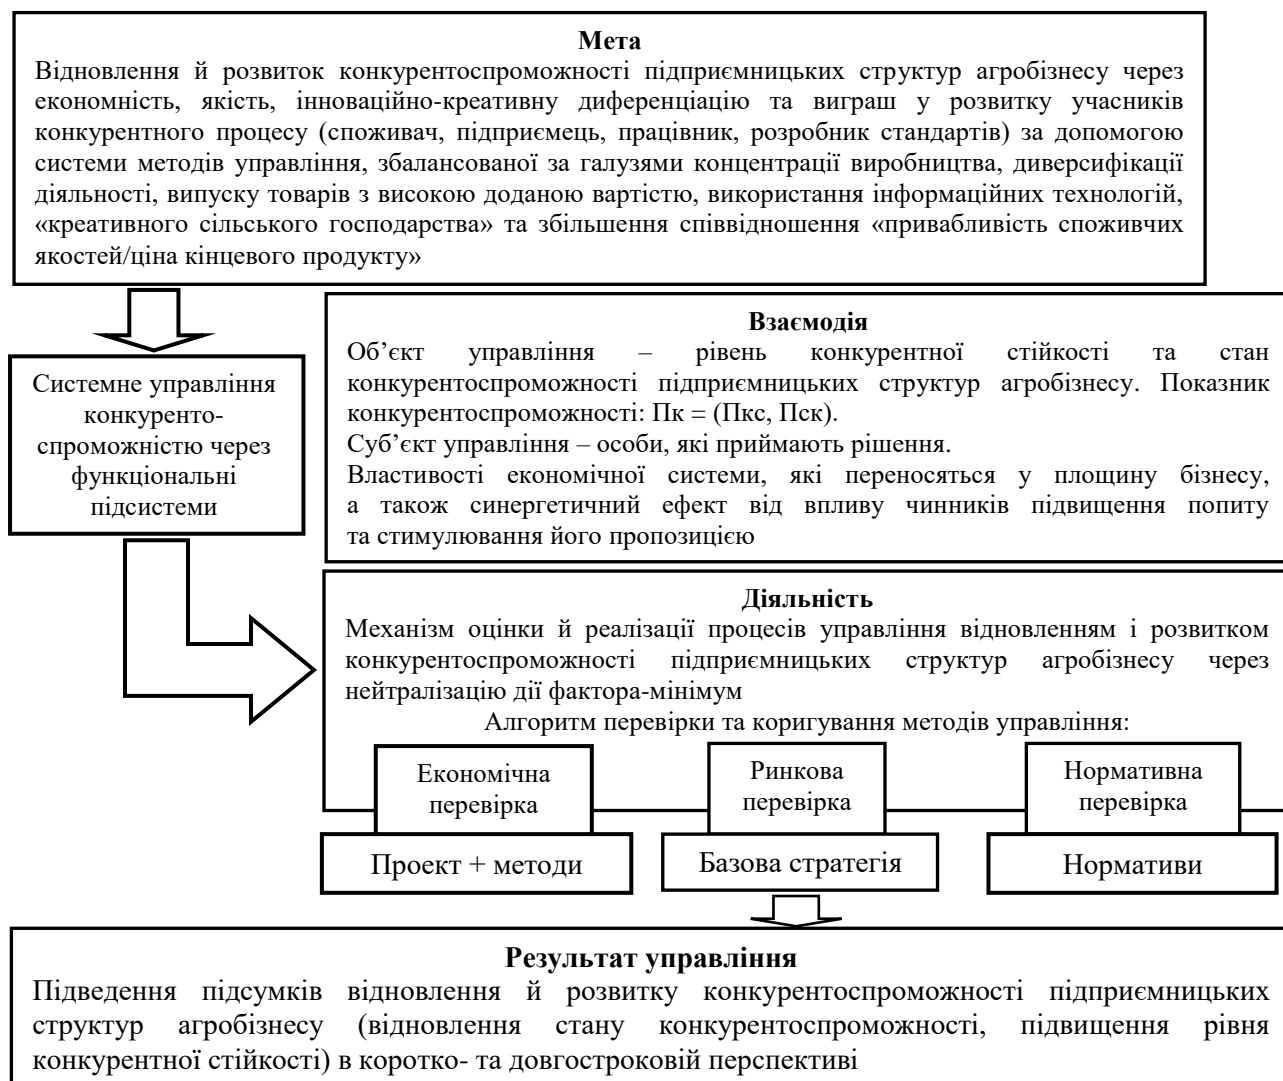 Мета
Відновлення й розвиток конкурентоспроможності підприємницьких структур агробізнесу через
економність, якість, інноваційно-креативну диференціацію та виграш у розвитку учасників
конкурентного процесу (споживач, підприємець, працівник, розробник стандартів) за допомогою
системи методів управління, збалансованої за галузями концентрації виробництва, диверсифікації
діяльності, випуску товарів з високою доданою вартістю, використання інформаційних технологій,
«креативного сільського господарства» та збільшення співвідношення «привабливість споживчих
якостей/ціна кінцевого продукту»
Системне управління
конкуренто-
спроможністю через
функціональні
підсистеми
Взаємодія
Об’єкт управління – рівень конкурентної стійкості та стан
конкурентоспроможності підприємницьких структур агробізнесу. Показник
конкурентоспроможності: Пк = (Пкс, Пск).
Суб’єкт управління – особи, які приймають рішення.
Властивості економічної системи, які переносяться у площину бізнесу,
а також синергетичний ефект від впливу чинників підвищення попиту
та стимулювання його пропозицією
Діяльність
Механізм оцінки й реалізації процесів управління відновленням і розвитком
конкурентоспроможності підприємницьких структур агробізнесу через
нейтралізацію дії фактора-мінімум
Алгоритм перевірки та коригування методів управління:
Економічна
перевірка
Ринкова
перевірка
Нормативна
перевірка
Проект + методи
Базова стратегія
Нормативи
Результат управління
Підведення підсумків відновлення й розвитку конкурентоспроможності підприємницьких
структур агробізнесу (відновлення стану конкурентоспроможності, підвищення рівня
конкурентної стійкості) в коротко- та довгостроковій перспективі